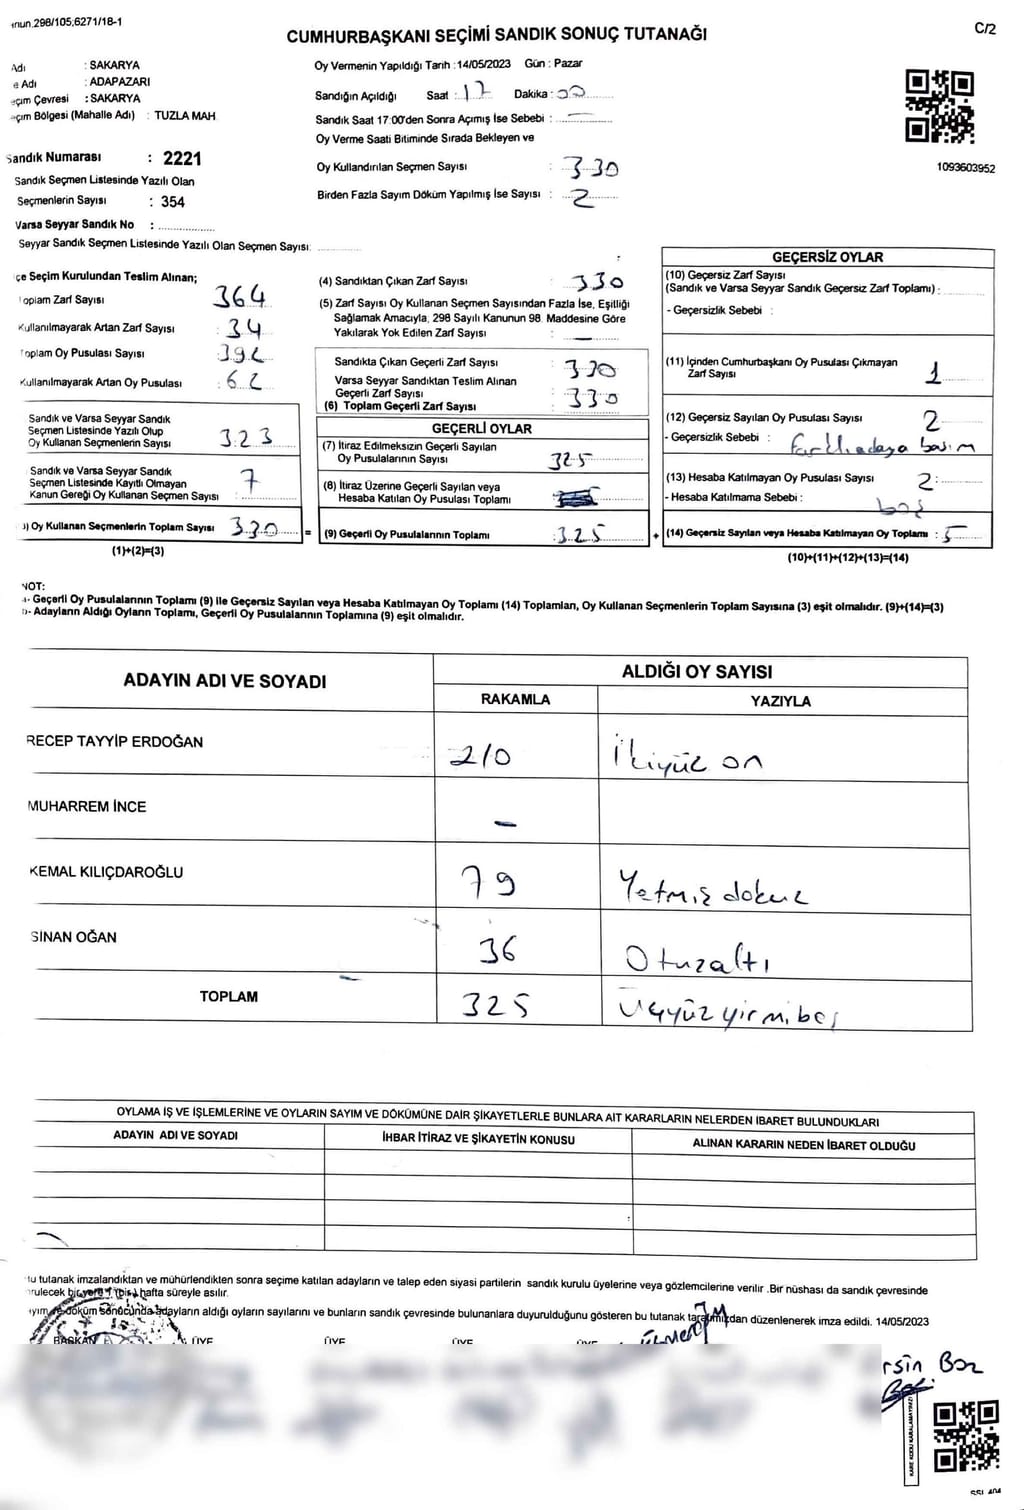 nun.298/105;6271/18-1
C/2
CUMHURBAŞKANI SEÇİMİ SANDIK SONUÇ TUTANAĞI
Adı : SAKARYA
e Adı : ADAPAZARI
eçim Çevresi : SAKARYA
eçim Bölgesi (Mahalle Adı) : TUZLA MAH.
Sandık Numarası : 2221
Sandık Seçmen Listesinde Yazılı Olan
Seçmenlerin Sayısı : 354
Varsa Seyyar Sandık No :
Seyyar Sandık Seçmen Listesinde Yazılı Olan Seçmen Sayısı:
Oy Vermenin Yapıldığı Tarih :14/05/2023 Gün : Pazar
Sandığın Açıldığı Saat : 17 Dakika : 00
Sandık Saat 17:00'den Sonra Açımış İse Sebebi : —
Oy Verme Saati Bitiminde Sırada Bekleyen ve
Oy Kullandırılan Seçmen Sayısı : 330
Birden Fazla Sayım Döküm Yapılmış İse Sayısı : 2
1093603952
çe Seçim Kurulundan Teslim Alınan;
Toplam Zarf Sayısı 364
Kullanılmayarak Artan Zarf Sayısı : 34
Toplam Oy Pusulası Sayısı : 392
Kullanılmayarak Artan Oy Pusulası : 62
Sandık ve Varsa Seyyar Sandık
Seçmen Listesinde Yazılı Olup
Oy Kullanan Seçmenlerin Sayısı 323
Sandık ve Varsa Seyyar Sandık
Seçmen Listesinde Kayıtlı Olmayan
Kanun Gereği Oy Kullanan Seçmen Sayısı : 7
) Oy Kullanan Seçmenlerin Toplam Sayısı 330 =
(1)+(2)=(3)
(4) Sandıktan Çıkan Zarf Sayısı : 330
(5) Zarf Sayısı Oy Kullanan Seçmen Sayısından Fazla İse, Eşitliği
Sağlamak Amacıyla, 298 Sayılı Kanunun 98. Maddesine Göre
Yakılarak Yok Edilen Zarf Sayısı : —
Sandıkta Çıkan Geçerli Zarf Sayısı : 330
Varsa Seyyar Sandıktan Teslim Alınan
Geçerli Zarf Sayısı
(6) Toplam Geçerli Zarf Sayısı : 330
GEÇERLİ OYLAR
(7) İtiraz Edilmeksizin Geçerli Sayılan
Oy Pusulalarının Sayısı 325
(8) İtiraz Üzerine Geçerli Sayılan veya
Hesaba Katılan Oy Pusulası Toplamı
(9) Geçerli Oy Pusulalarının Toplamı : 325 +
GEÇERSİZ OYLAR
(10) Geçersiz Zarf Sayısı
(Sandık ve Varsa Seyyar Sandık Geçersiz Zarf Toplamı) :
- Geçersizlik Sebebi :
(11) İçinden Cumhurbaşkanı Oy Pusulası Çıkmayan
Zarf Sayısı 1
(12) Geçersiz Sayılan Oy Pusulası Sayısı 2
- Geçersizlik Sebebi :
(13) Hesaba Katılmayan Oy Pusulası Sayısı 2
- Hesaba Katılmama Sebebi : boş
(14) Geçersiz Sayılan veya Hesaba Katılmayan Oy Toplamı : 5
(10)+(11)+(12)+(13)=(14)
NOT:
- Geçerli Oy Pusulalarının Toplamı (9) ile Geçersiz Sayılan veya Hesaba Katılmayan Oy Toplamı (14) Toplamları, Oy Kullanan Seçmenlerin Toplam Sayısına (3) eşit olmalıdır. (9)+(14)=(3)
- Adayların Aldığı Oyların Toplamı, Geçerli Oy Pusulalarının Toplamına (9) eşit olmalıdır.
ADAYIN ADI VE SOYADI
ALDIĞI OY SAYISI
RAKAMLA YAZIYLA
RECEP TAYYİP ERDOĞAN 210 İkiyüz on
MUHARREM İNCE —
KEMAL KILIÇDAROĞLU 79 Yetmiş dokuz
SİNAN OĞAN 36 Otuzaltı
TOPLAM 325 Üçyüzyirmibeş
OYLAMA İŞ VE İŞLEMLERİNE VE OYLARIN SAYIM VE DÖKÜMÜNE DAİR ŞİKAYETLERLE BUNLARA AİT KARARLARIN NELERDEN İBARET BULUNDUKLARI
ADAYIN ADI VE SOYADI İHBAR İTİRAZ VE ŞİKAYETİN KONUSU ALINAN KARARIN NEDEN İBARET OLDUĞU
u tutanak imzalandıktan ve mühürlendikten sonra seçime katılan adayların ve talep eden siyasi partilerin sandık kurulu üyelerine veya gözlemcilerine verilir .Bir nüshası da sandık çevresinde
rulecek bir yere 1 (bir) hafta süreyle asılır.
yım ve döküm sonucunda adayların aldığı oyların sayılarını ve bunların sandık çevresinde bulunanlara duyurulduğunu gösteren bu tutanak tarafımızdan düzenlenerek imza edildi. 14/05/2023
BAŞKAN ÜYE ÜYE ÜYE ÜYE
KARE KODU KARALAMAYINIZ!